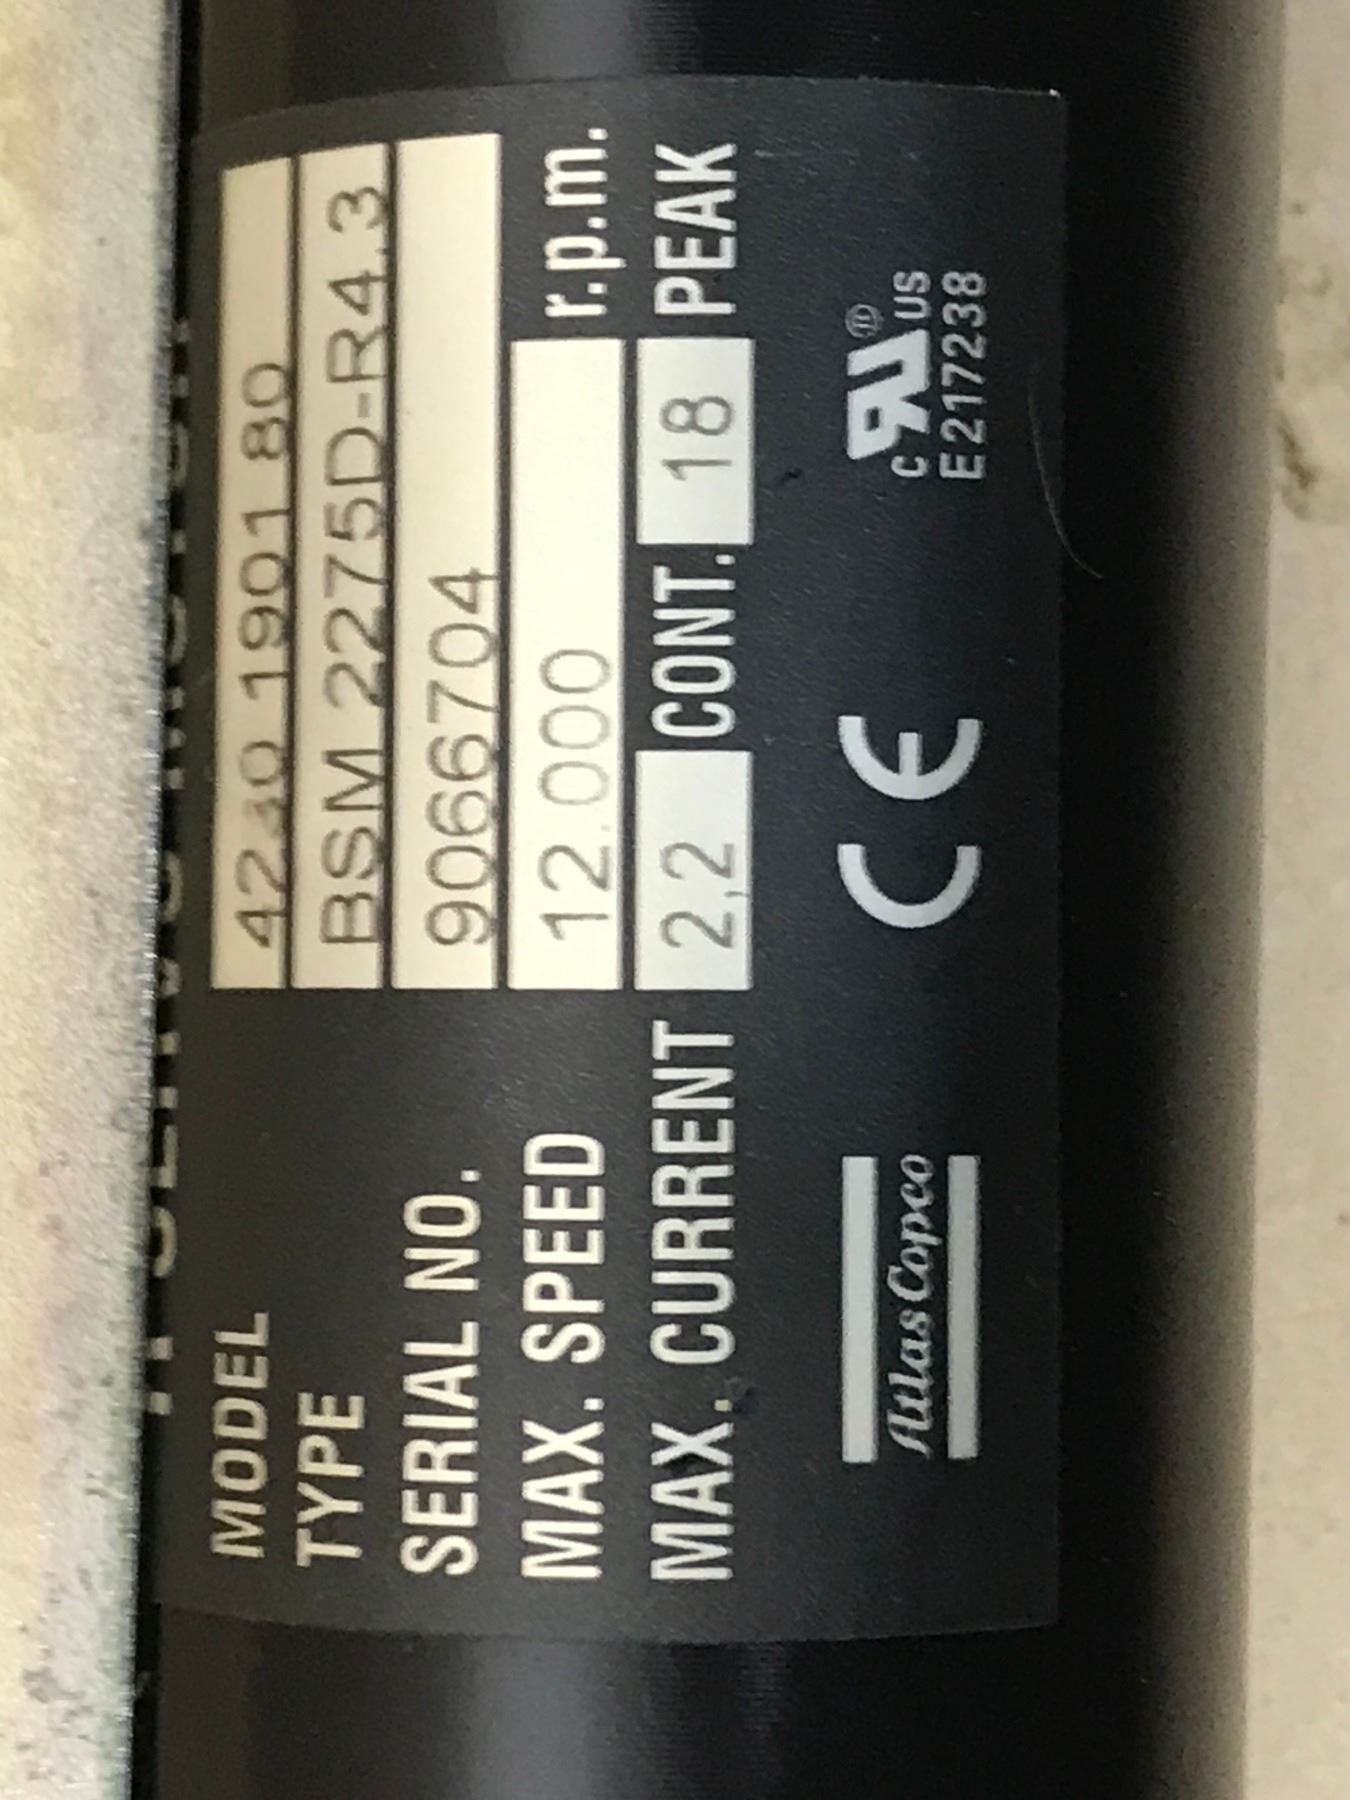 MODEL 4230 1901 80
TYPE BSM 2275D-R4.3
SERIAL NO. 9066704
MAX. SPEED 12.000 r.p.m.
MAX. CURRENT 2,2 CONT. 18 PEAK
Atlas Copco CE c RU ® US
E217238